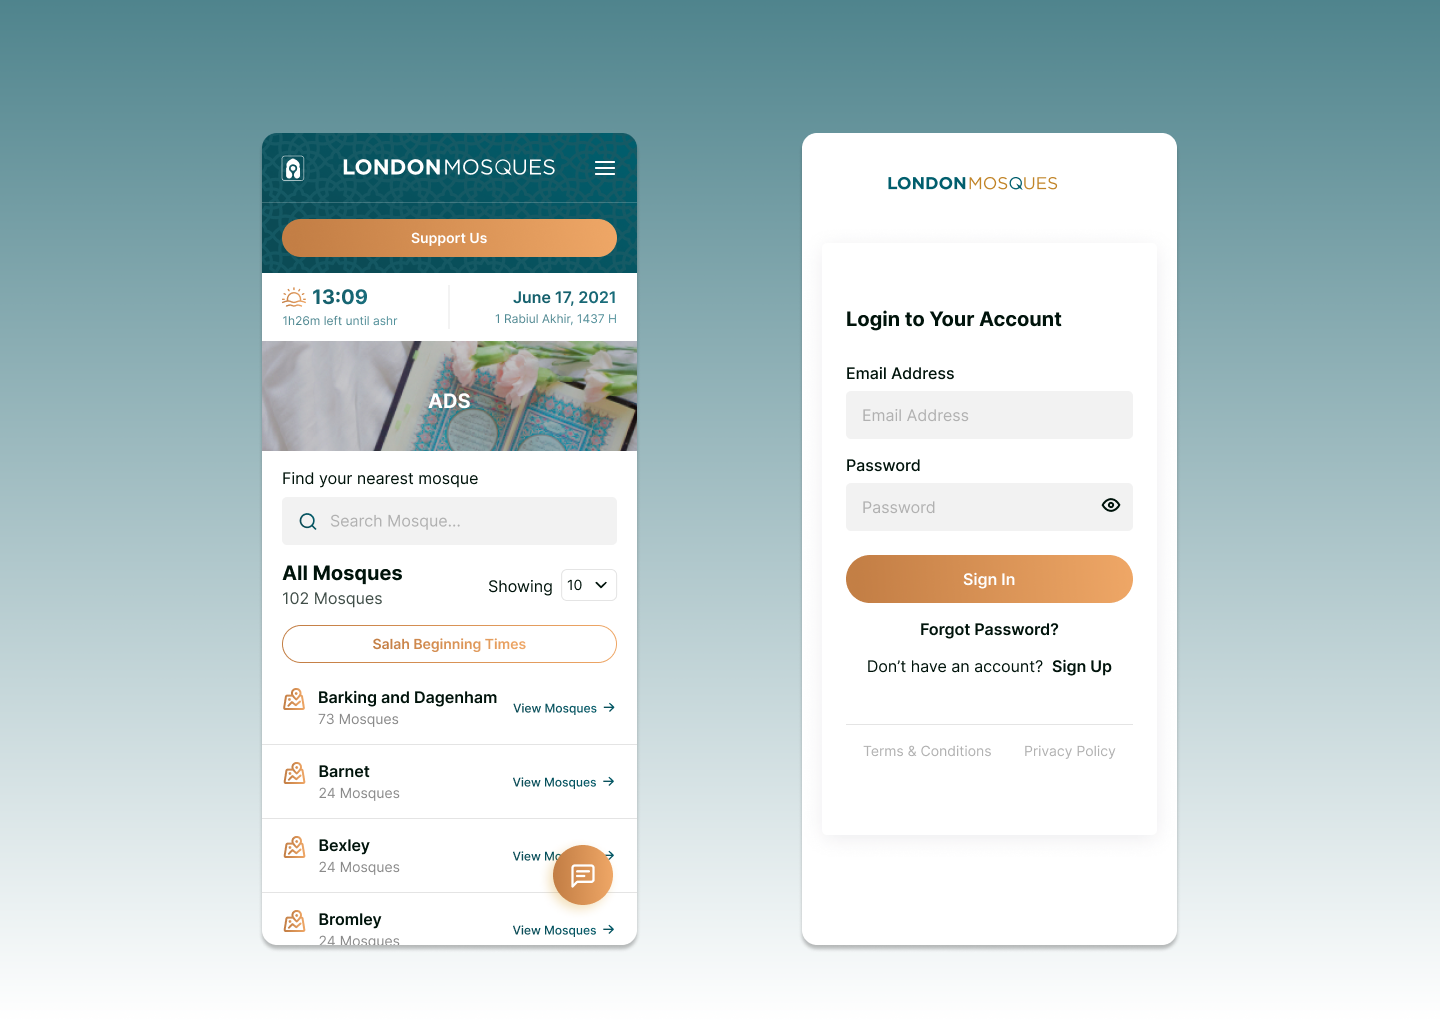 LONDONMOSQUES
Support Us
13:09
1h26m left until ashr
June 17, 2021
1 Rabiul Akhir, 1437 H
ADS
Find your nearest mosque
Search Mosque...
All Mosques
102 Mosques
Showing 10
Salah Beginning Times
Barking and Dagenham
73 Mosques
View Mosques
Barnet
24 Mosques
View Mosques
Bexley
24 Mosques
View Mo
Bromley
24 Mosques
View Mosques
LONDONMOSQUES
Login to Your Account
Email Address
Email Address
Password
Password
Sign In
Forgot Password?
Don’t have an account? Sign Up
Terms & Conditions Privacy Policy